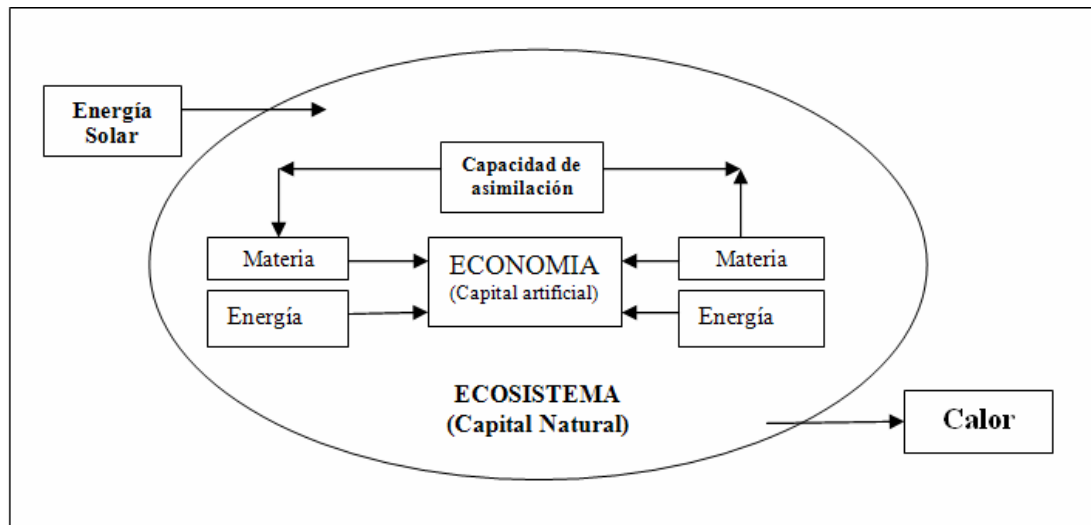 Energía
Solar
Capacidad de
asimilación
Materia
ECONOMIA
(Capital artificial)
Materia
Energía
Energía
ECOSISTEMA
(Capital Natural)
Calor